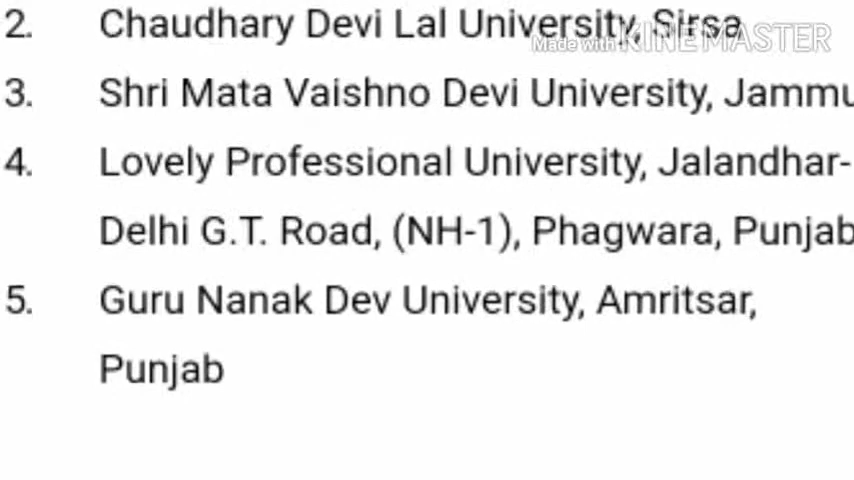 2. Chaudhary Devi Lal University, Sirsa
Made with KINEMASTER
3. Shri Mata Vaishno Devi University, Jammu
4. Lovely Professional University, Jalandhar-
Delhi G.T. Road, (NH-1), Phagwara, Punjab
5. Guru Nanak Dev University, Amritsar,
Punjab